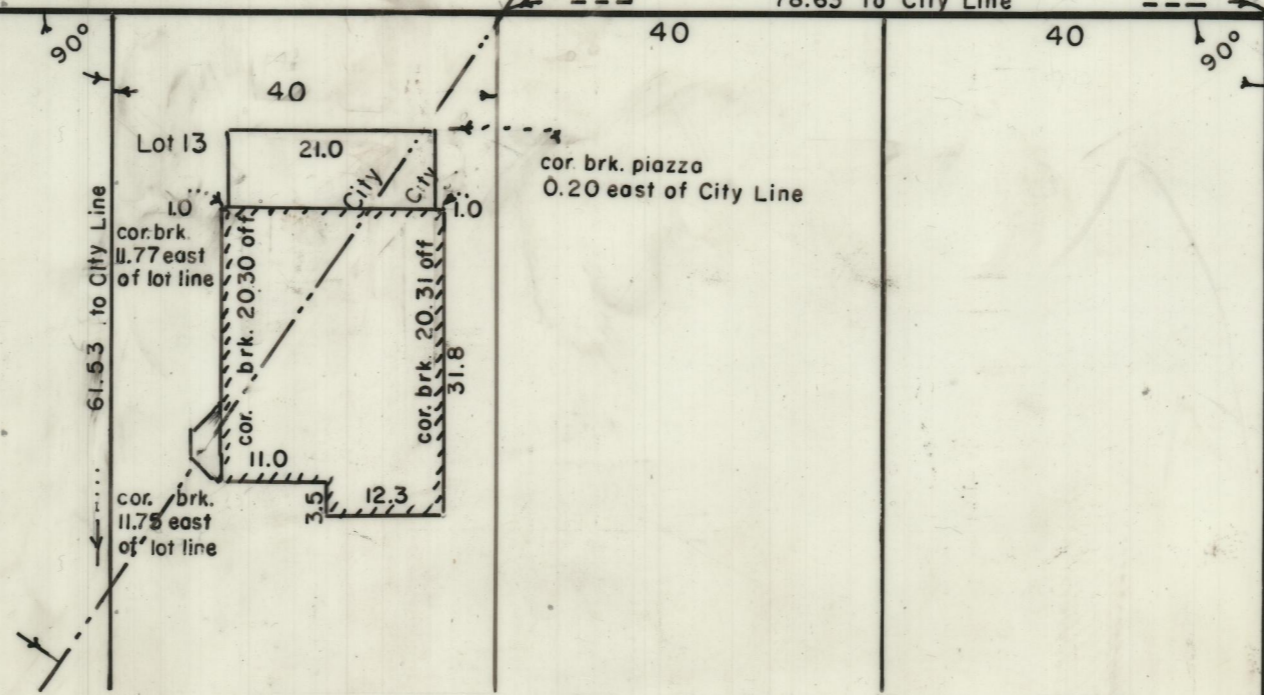 78.65 To City Line
90°
40
40
90°
40
Lot 13
21.0
City
City
cor. brk. piazza
0.20 east of City Line
1.0
1.0
cor. brk.
11.77 east
of lot line
61.53 to City Line
cor. brk. 20.30 off
cor. brk. 20.31 off
31.8
11.0
3.5
12.3
cor. brk.
11.75 east
of lot line